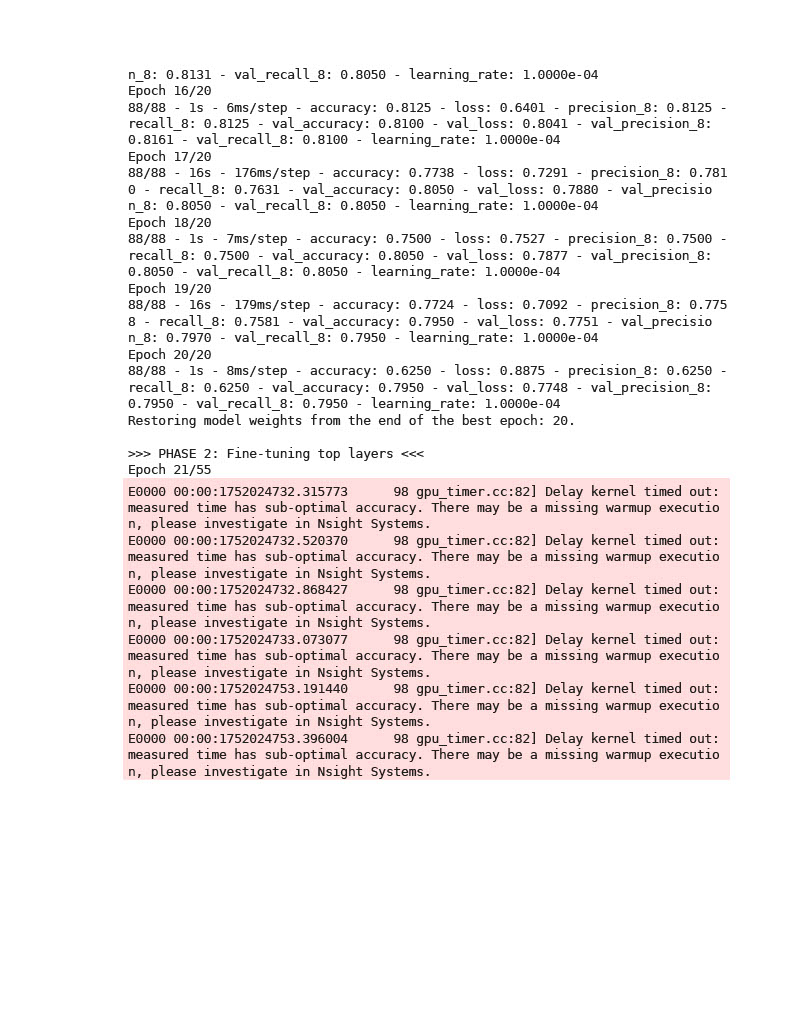 n_8: 0.8131 - val_recall_8: 0.8050 - learning_rate: 1.0000e-04
Epoch 16/20
88/88 - 1s - 6ms/step - accuracy: 0.8125 - loss: 0.6401 - precision_8: 0.8125 -
recall_8: 0.8125 - val_accuracy: 0.8100 - val_loss: 0.8041 - val_precision_8:
0.8161 - val_recall_8: 0.8100 - learning_rate: 1.0000e-04
Epoch 17/20
88/88 - 16s - 176ms/step - accuracy: 0.7738 - loss: 0.7291 - precision_8: 0.781
0 - recall_8: 0.7631 - val_accuracy: 0.8050 - val_loss: 0.7880 - val_precisio
n_8: 0.8050 - val_recall_8: 0.8050 - learning_rate: 1.0000e-04
Epoch 18/20
88/88 - 1s - 7ms/step - accuracy: 0.7500 - loss: 0.7527 - precision_8: 0.7500 -
recall_8: 0.7500 - val_accuracy: 0.8050 - val_loss: 0.7877 - val_precision_8:
0.8050 - val_recall_8: 0.8050 - learning_rate: 1.0000e-04
Epoch 19/20
88/88 - 16s - 179ms/step - accuracy: 0.7724 - loss: 0.7092 - precision_8: 0.775
8 - recall_8: 0.7581 - val_accuracy: 0.7950 - val_loss: 0.7751 - val_precisio
n_8: 0.7970 - val_recall_8: 0.7950 - learning_rate: 1.0000e-04
Epoch 20/20
88/88 - 1s - 8ms/step - accuracy: 0.6250 - loss: 0.8875 - precision_8: 0.6250 -
recall_8: 0.6250 - val_accuracy: 0.7950 - val_loss: 0.7748 - val_precision_8:
0.7950 - val_recall_8: 0.7950 - learning_rate: 1.0000e-04
Restoring model weights from the end of the best epoch: 20.
>>> PHASE 2: Fine-tuning top layers <<<
Epoch 21/55
E0000 00:00:1752024732.315773      98 gpu_timer.cc:82] Delay kernel timed out:
measured time has sub-optimal accuracy. There may be a missing warmup executio
n, please investigate in Nsight Systems.
E0000 00:00:1752024732.520370      98 gpu_timer.cc:82] Delay kernel timed out:
measured time has sub-optimal accuracy. There may be a missing warmup executio
n, please investigate in Nsight Systems.
E0000 00:00:1752024732.868427      98 gpu_timer.cc:82] Delay kernel timed out:
measured time has sub-optimal accuracy. There may be a missing warmup executio
n, please investigate in Nsight Systems.
E0000 00:00:1752024733.073077      98 gpu_timer.cc:82] Delay kernel timed out:
measured time has sub-optimal accuracy. There may be a missing warmup executio
n, please investigate in Nsight Systems.
E0000 00:00:1752024753.191440      98 gpu_timer.cc:82] Delay kernel timed out:
measured time has sub-optimal accuracy. There may be a missing warmup executio
n, please investigate in Nsight Systems.
E0000 00:00:1752024753.396004      98 gpu_timer.cc:82] Delay kernel timed out:
measured time has sub-optimal accuracy. There may be a missing warmup executio
n, please investigate in Nsight Systems.